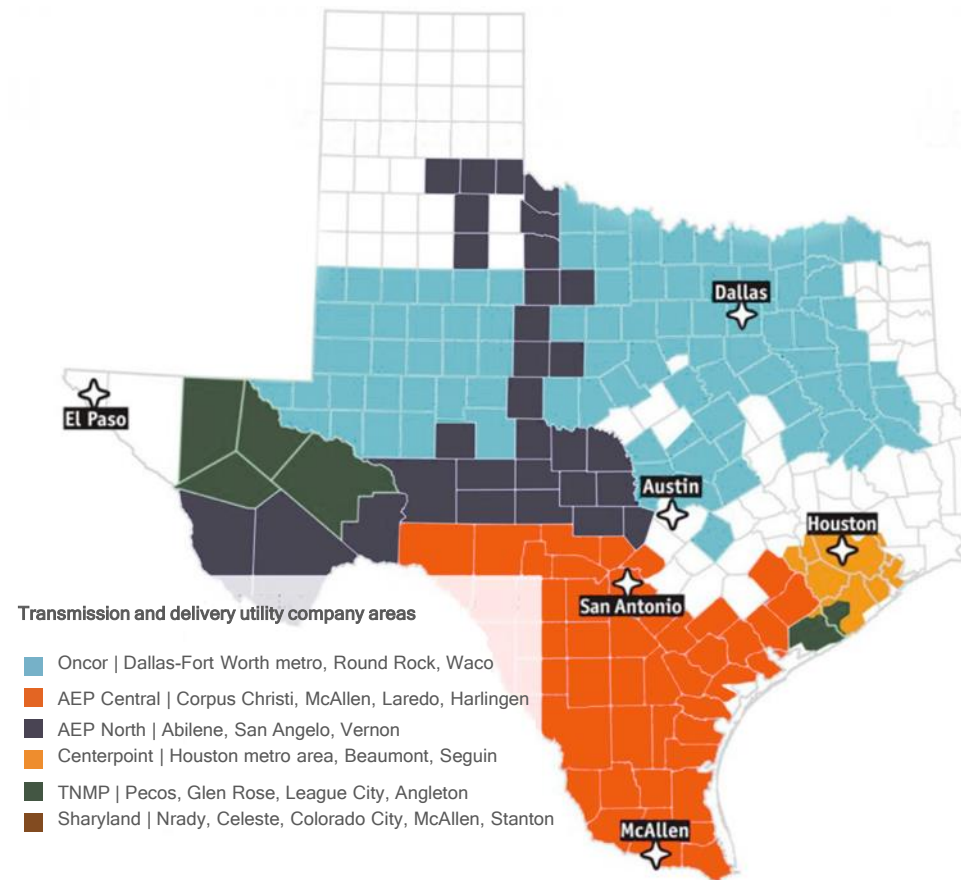 Dallas
El Paso
Austin
Houston
San Antonio
Transmission and delivery utility company areas
Oncor | Dallas-Fort Worth metro, Round Rock, Waco
AEP Central | Corpus Christi, McAllen, Laredo, Harlingen
AEP North | Abilene, San Angelo, Vernon
Centerpoint | Houston metro area, Beaumont, Seguin
TNMP | Pecos, Glen Rose, League City, Angleton
Sharyland | Nrady, Celeste, Colorado City, McAllen, Stanton
McAllen